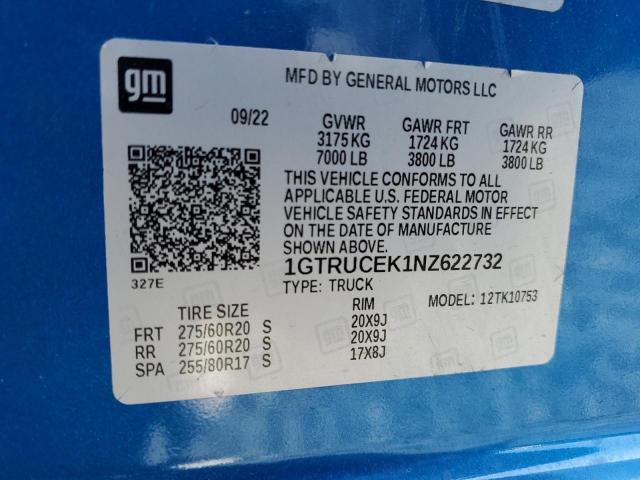 gm
MFD BY GENERAL MOTORS LLC
09/22
GVWR GAWR FRT GAWR RR
3175 KG 1724 KG 1724 KG
7000 LB 3800 LB 3800 LB
THIS VEHICLE CONFORMS TO ALL
APPLICABLE U.S. FEDERAL MOTOR
VEHICLE SAFETY STANDARDS IN EFFECT
ON THE DATE OF MANUFACTURE
SHOWN ABOVE.
327E
1GTRUCEK1NZ622732
TYPE: TRUCK
MODEL: 12TK10753
TIRE SIZE RIM
FRT 275/60R20 S 20X9J
RR 275/60R20 S 20X9J
SPA 255/80R17 S 17X8J